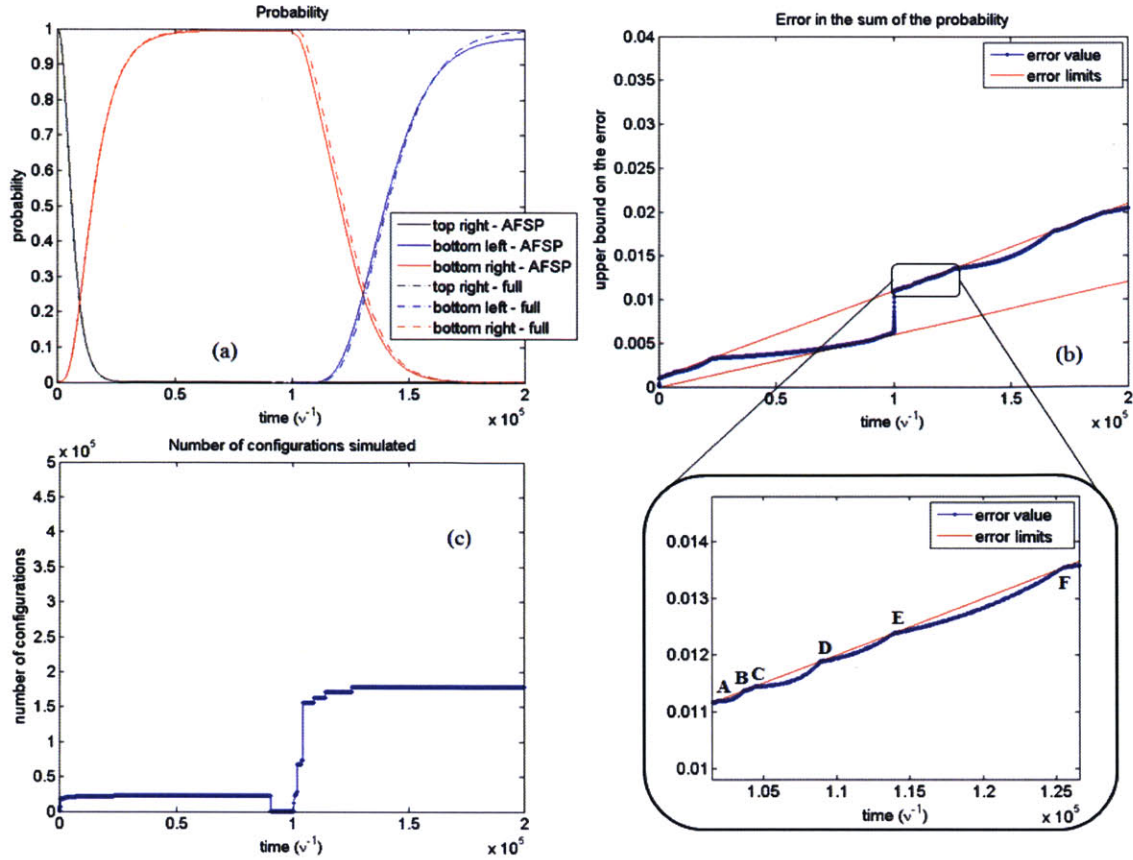 Probability
1
0.9
0.8
0.7
0.6
0.5
0.4
0.3
0.2
0.1
0
probability
(a)
top right - AFSP
bottom left - AFSP
bottom right - AFSP
top right - full
bottom left - full
bottom right - full
0 0.5 1 1.5 2
time (ν⁻¹)
x 10⁵
Error in the sum of the probability
0.04
0.035
0.03
0.025
0.02
0.015
0.01
0.005
0
upper bound on the error
error value
error limits
(b)
0 0.5 1 1.5 2
time (ν⁻¹)
x 10⁵
Number of configurations simulated
x 10⁵
5
4.5
4
3.5
3
2.5
2
1.5
1
0.5
0
number of configurations
(c)
0 0.5 1 1.5 2
time (ν⁻¹)
x 10⁵
error value
error limits
0.014
0.013
0.012
0.011
0.01
A B C D E F
1.05 1.1 1.15 1.2 1.25
time (ν⁻¹)
x 10⁵